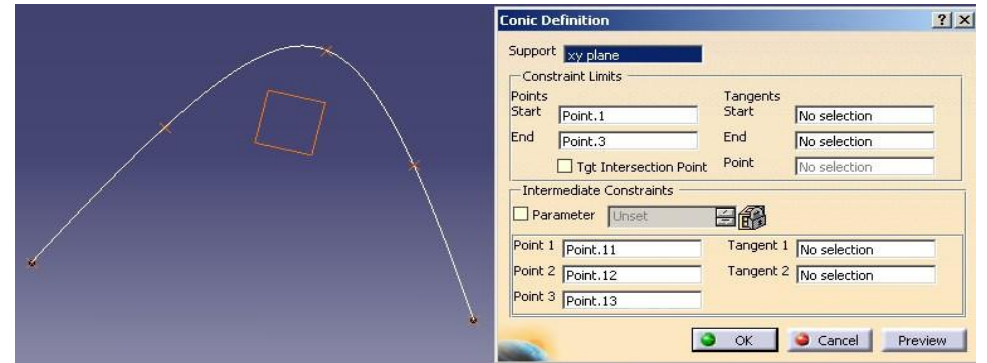 Conic Definition
Support xy plane
Constraint Limits
Points Tangents
Start Point.1 Start No selection
End Point.3 End No selection
Tgt Intersection Point Point No selection
Intermediate Constraints
Parameter Unset
Point 1 Point.11 Tangent 1 No selection
Point 2 Point.12 Tangent 2 No selection
Point 3 Point.13
OK Cancel Preview